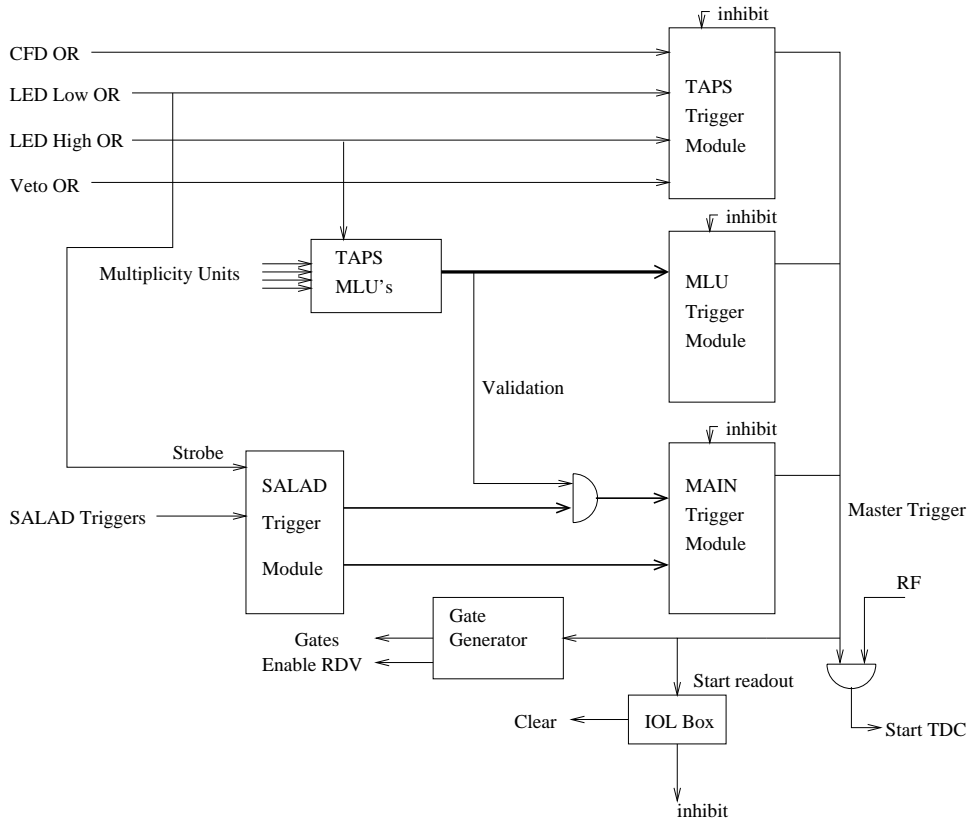 inhibit
CFD OR
LED Low OR
LED High OR
Veto OR
TAPS
Trigger
Module
inhibit
Multiplicity Units
TAPS
MLU's
MLU
Trigger
Module
Validation
inhibit
Strobe
SALAD
Trigger
Module
SALAD Triggers
MAIN
Trigger
Module
Master Trigger
RF
Gate
Generator
Gates
Enable RDV
Start readout
Clear
IOL Box
Start TDC
inhibit